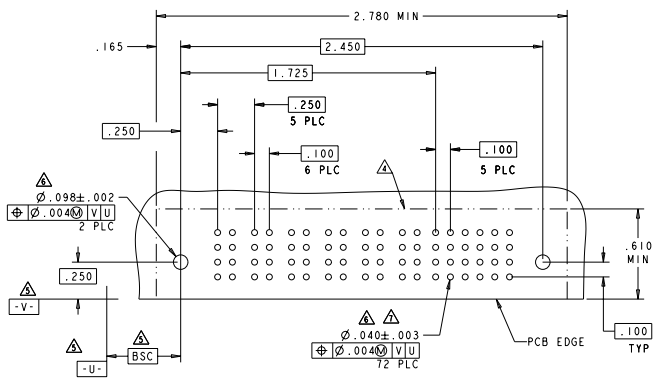 2.780 MIN
.165
2.450
1.725
.250
5 PLC
.250
.100
6 PLC
.100
5 PLC
4
6
Ø.098±.002
⌖ Ø.004Ⓜ V U
2 PLC
.610
MIN
.250
5
-V-
5
BSC
5
-U-
6 7
Ø.040±.003
⌖ Ø.004Ⓜ V U
72 PLC
PCB EDGE
.100
TYP